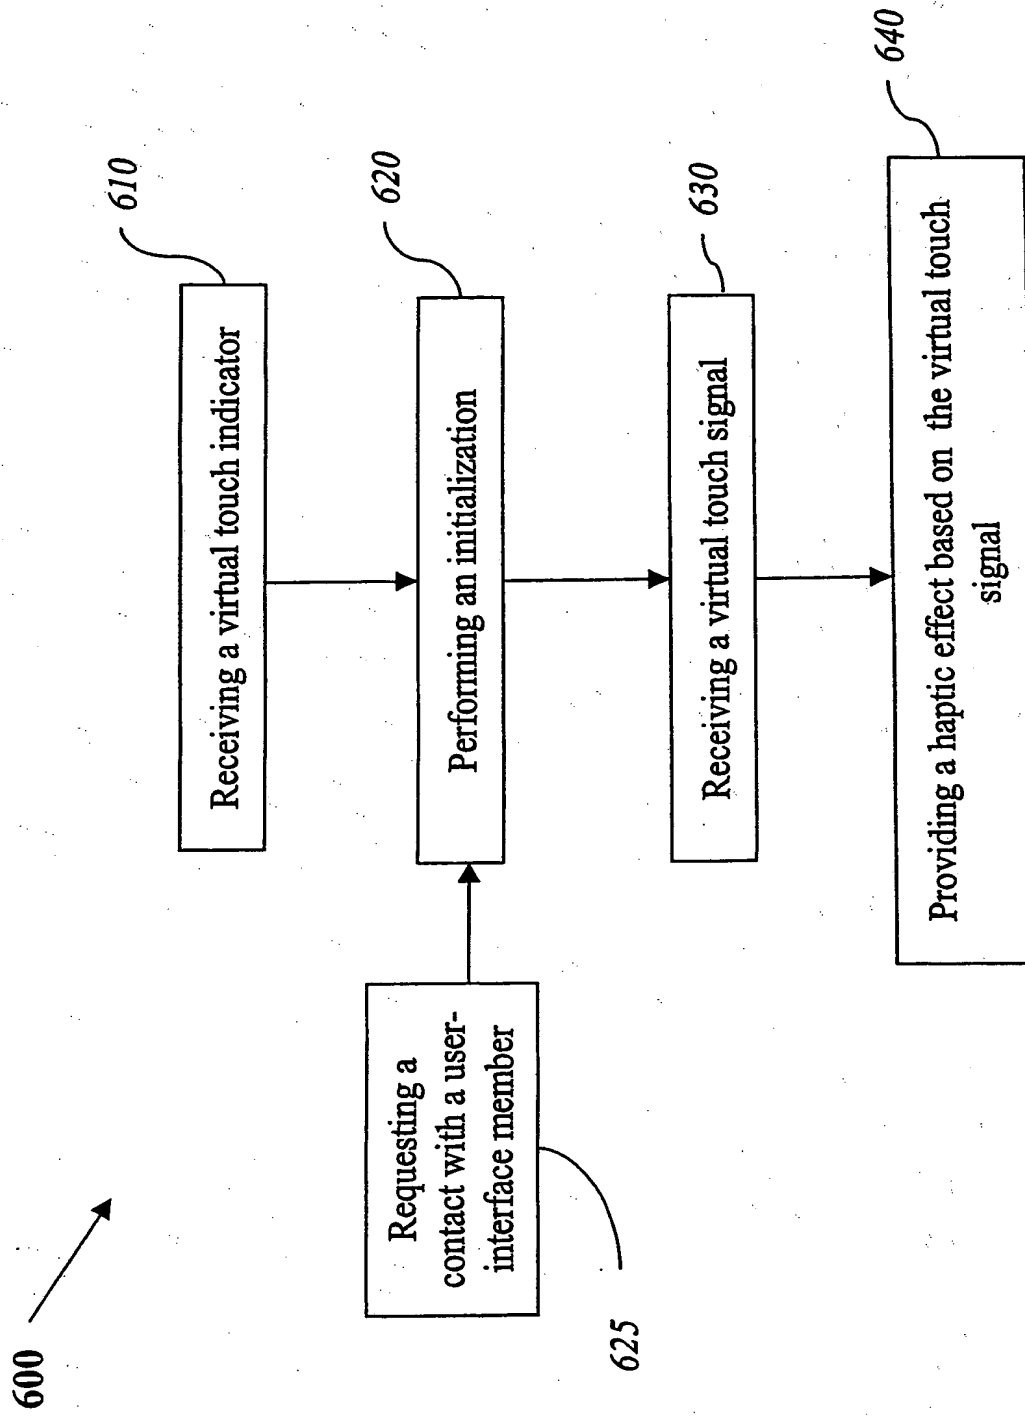 600
610
Receiving a virtual touch indicator
620
Performing an initialization
Requesting a
contact with a user-
interface member
625
630
Receiving a virtual touch signal
640
Providing a haptic effect based on the virtual touch
signal